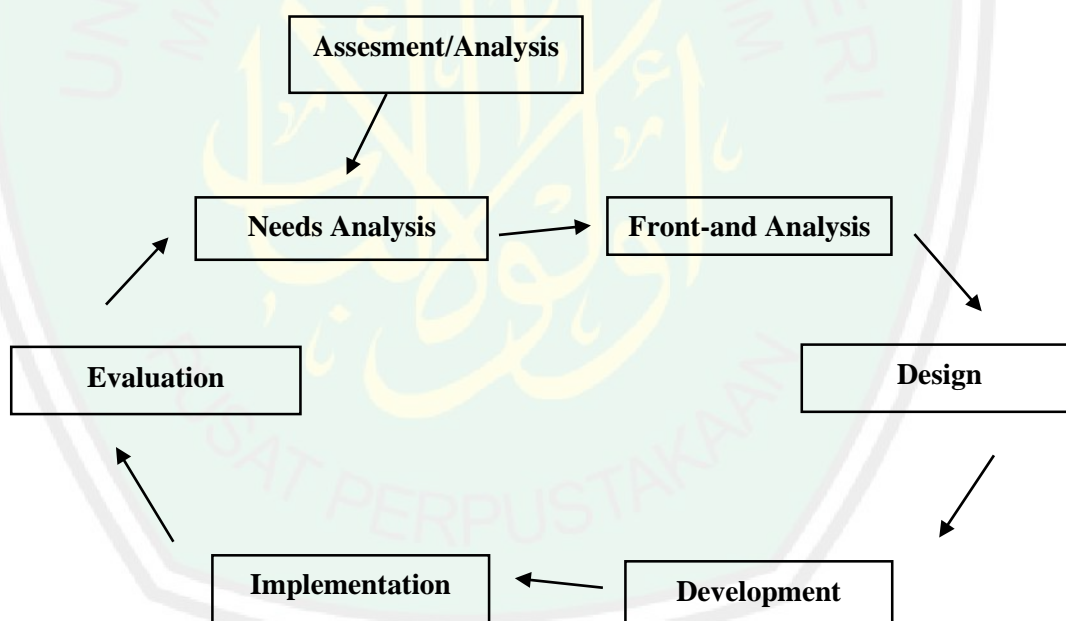 Assesment/Analysis
Needs Analysis
Front-and Analysis
Evaluation
Design
Implementation
Development
PUSAT PERPUSTAKAAN